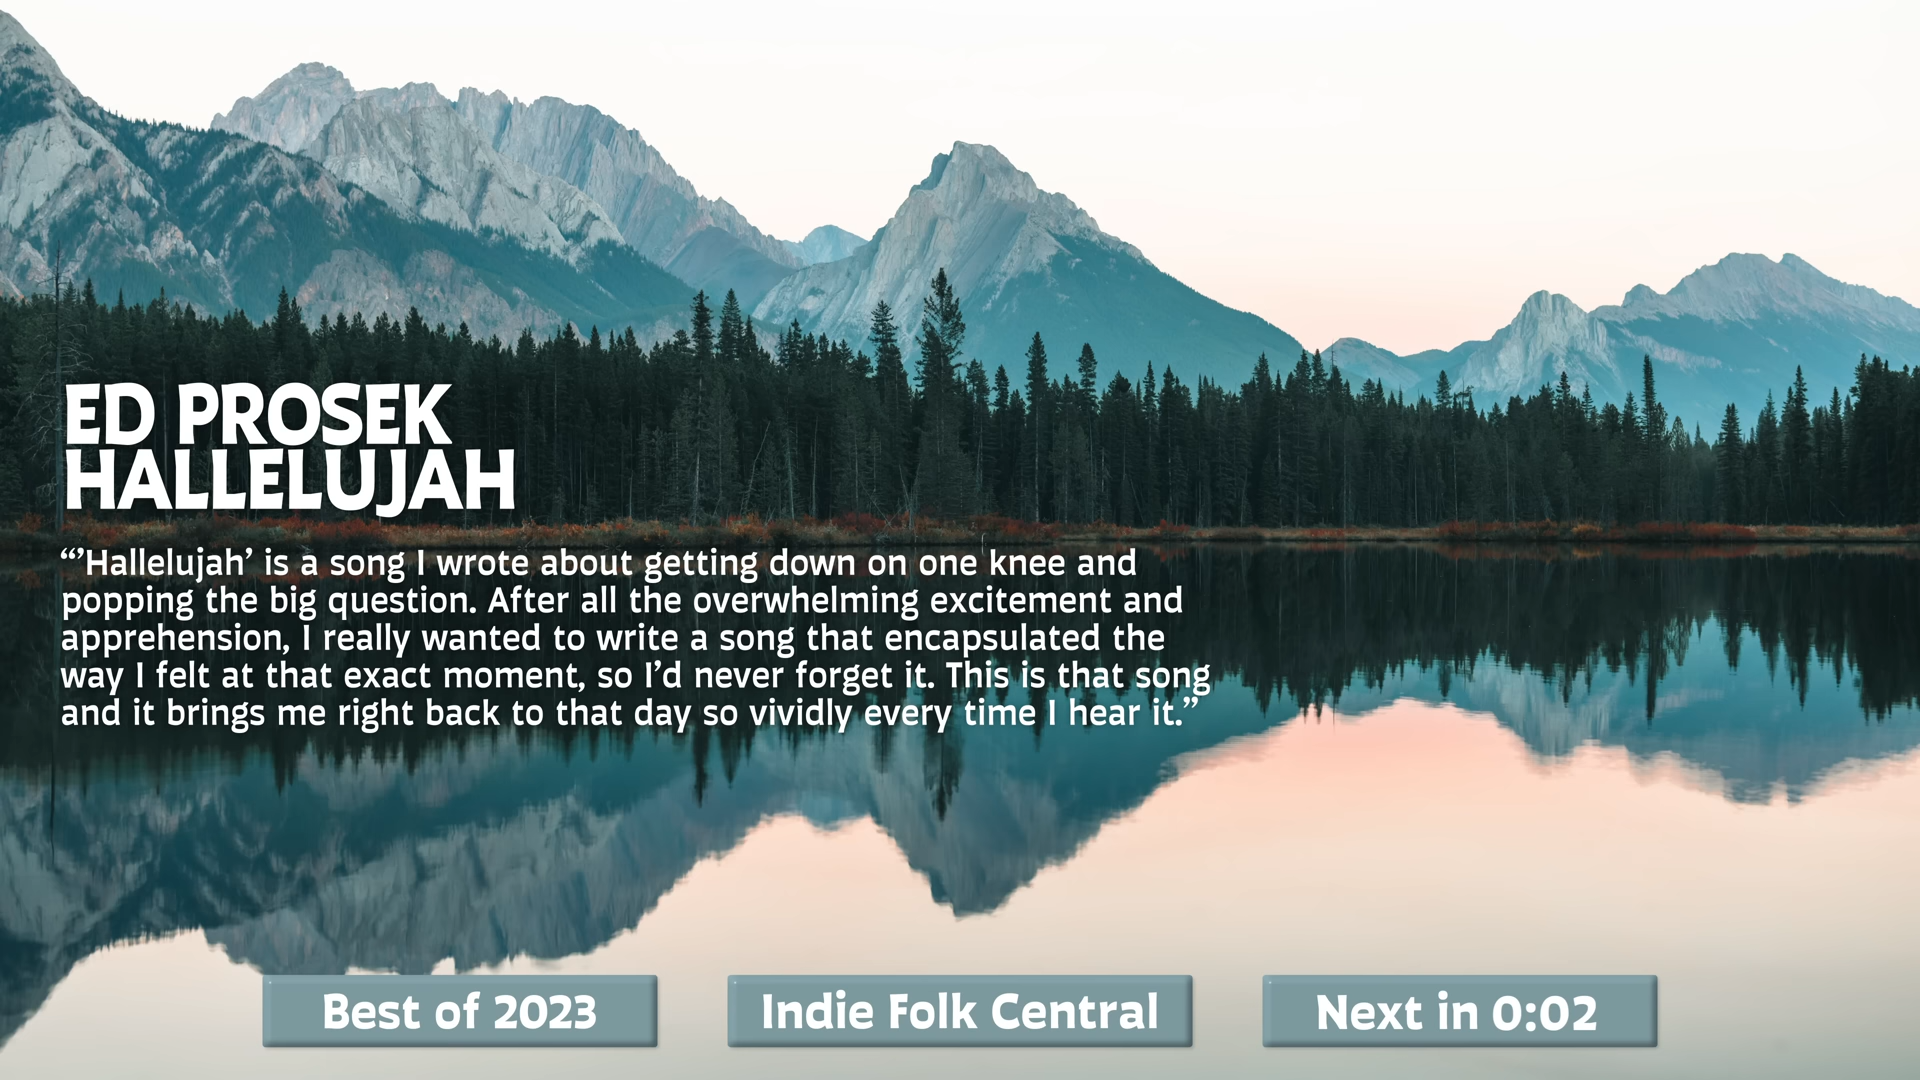 ED PROSEK
HALLELUJAH
“’Hallelujah’ is a song I wrote about getting down on one knee and
popping the big question. After all the overwhelming excitement and
apprehension, I really wanted to write a song that encapsulated the
way I felt at that exact moment, so I’d never forget it. This is that song
and it brings me right back to that day so vividly every time I hear it.”
Best of 2023
Indie Folk Central
Next in 0:02